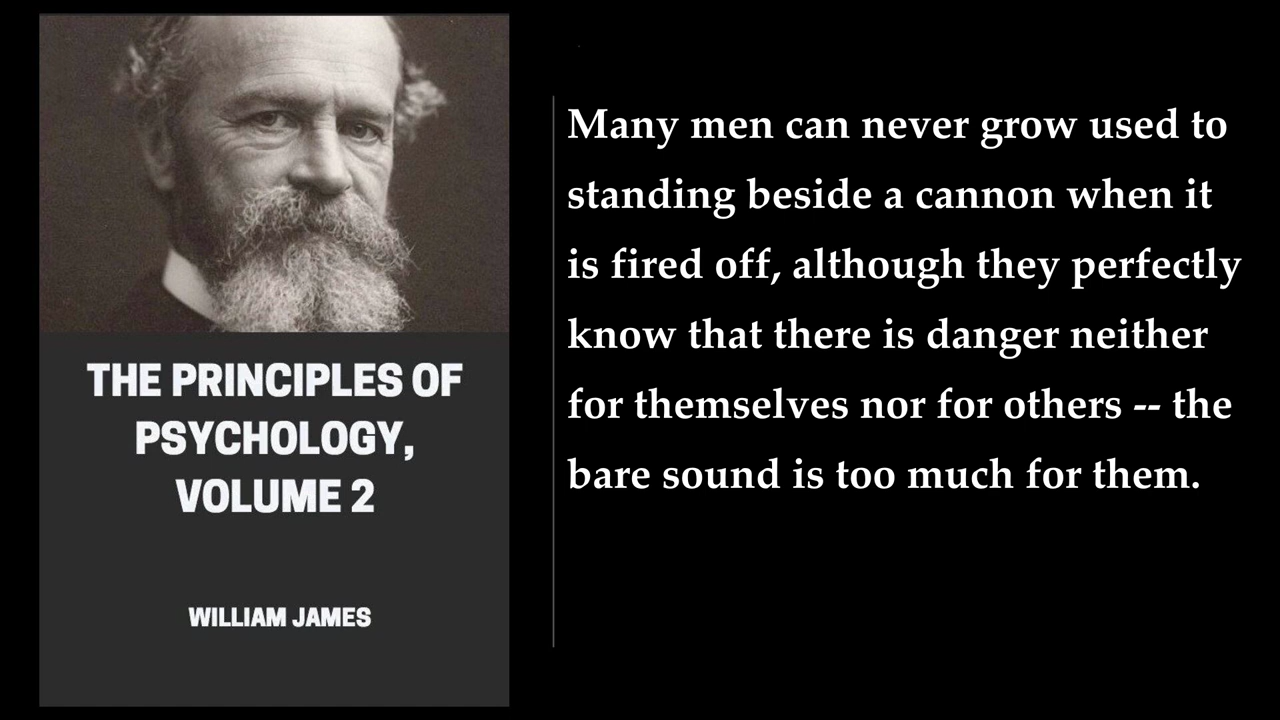 THE PRINCIPLES OF
PSYCHOLOGY,
VOLUME 2
WILLIAM JAMES
Many men can never grow used to
standing beside a cannon when it
is fired off, although they perfectly
know that there is danger neither
for themselves nor for others -- the
bare sound is too much for them.